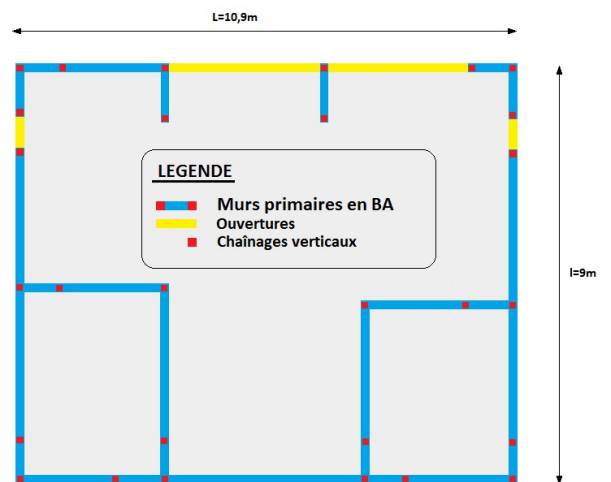 L=10,9m
LEGENDE
Murs primaires en BA
Ouvertures
Chaînages verticaux
l=9m